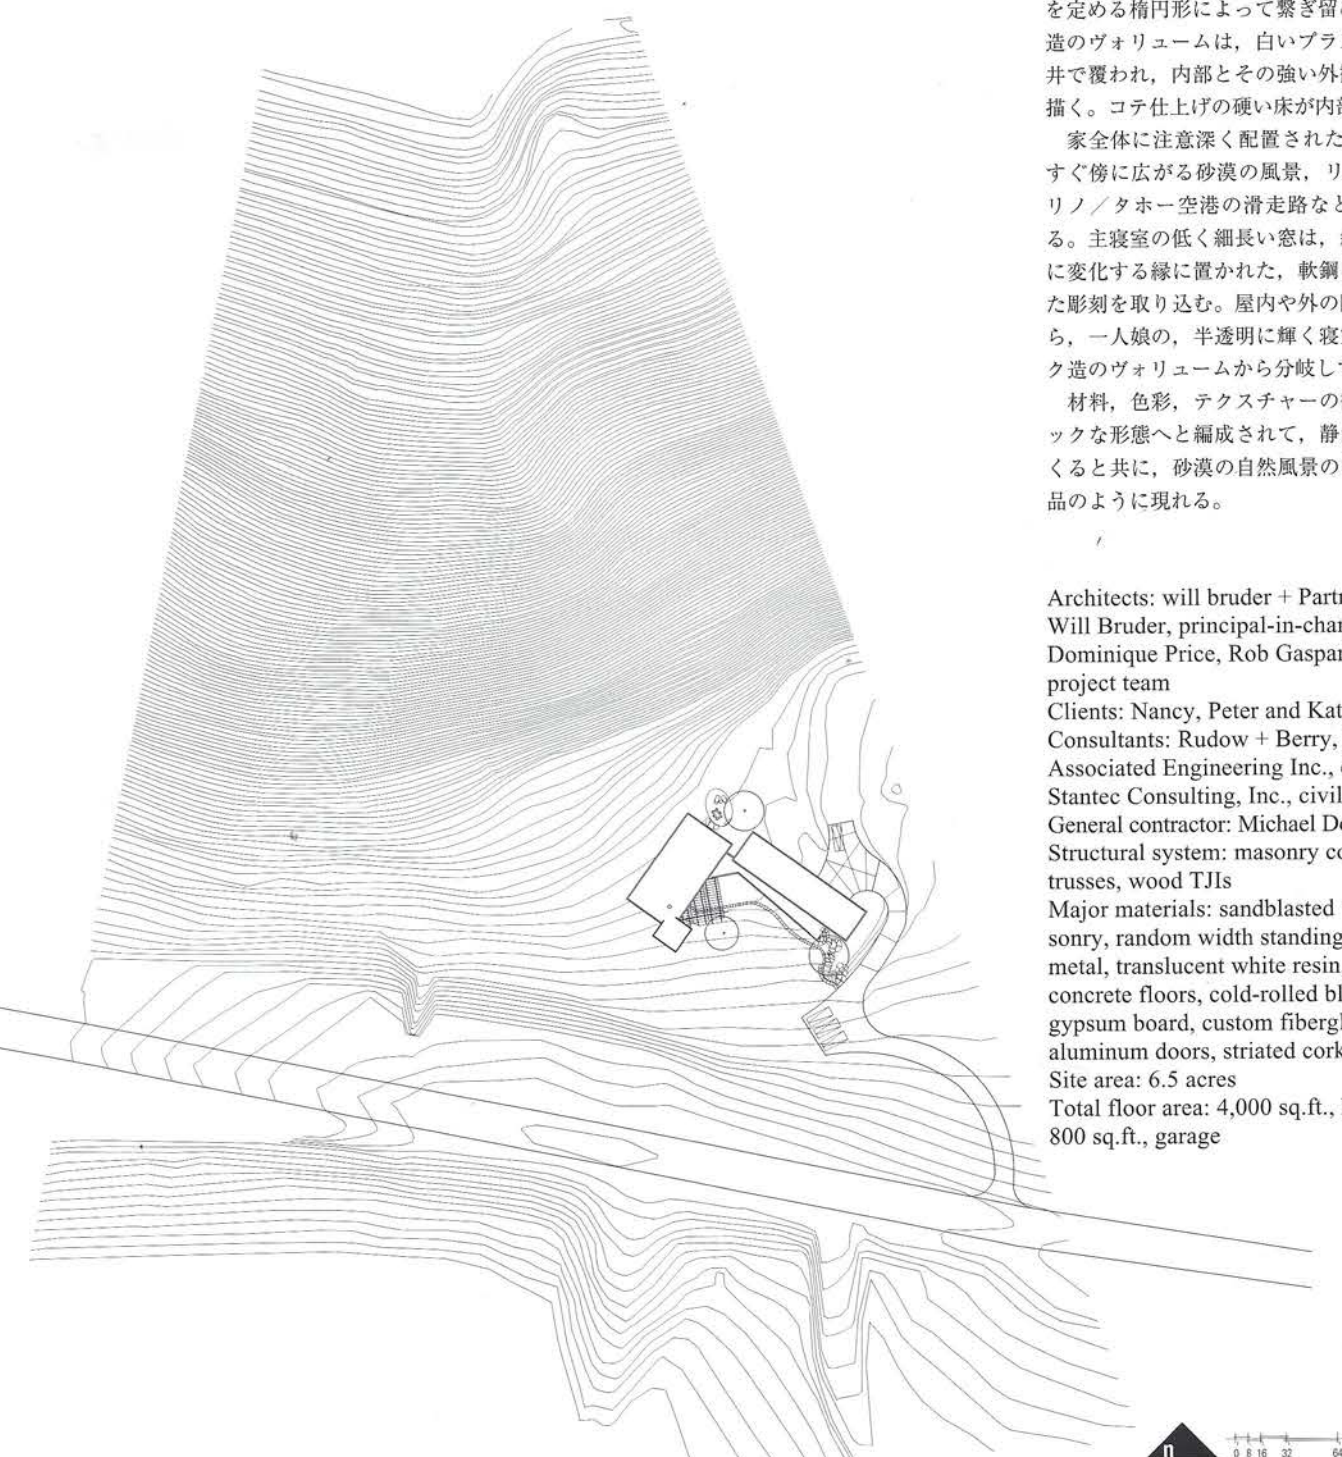 を定める楕円形によって繋ぎ留
造のヴォリュームは，白いプラ
井で覆われ，内部とその強い外
描く。コテ仕上げの硬い床が内
家全体に注意深く配置された
すぐ傍に広がる砂漠の風景，リ
リノ／タホー空港の滑走路など
る。主寝室の低く細長い窓は，
に変化する縁に置かれた，軟鋼
た彫刻を取り込む。屋内や外の
ら，一人娘の，半透明に輝く寝
ク造のヴォリュームから分岐して
材料，色彩，テクスチャーの
ックな形態へと編成されて，静
くると共に，砂漠の自然風景の
品のように現れる。
Architects: will bruder + Partn
Will Bruder, principal-in-char
Dominique Price, Rob Gaspar
project team
Clients: Nancy, Peter and Kat
Consultants: Rudow + Berry,
Associated Engineering Inc.,
Stantec Consulting, Inc., civil
General contractor: Michael De
Structural system: masonry co
trusses, wood TJIs
Major materials: sandblasted
sonry, random width standing
metal, translucent white resin
concrete floors, cold-rolled bl
gypsum board, custom fibergl
aluminum doors, striated cork
Site area: 6.5 acres
Total floor area: 4,000 sq.ft.,
800 sq.ft., garage
n
0 8 16 32 64